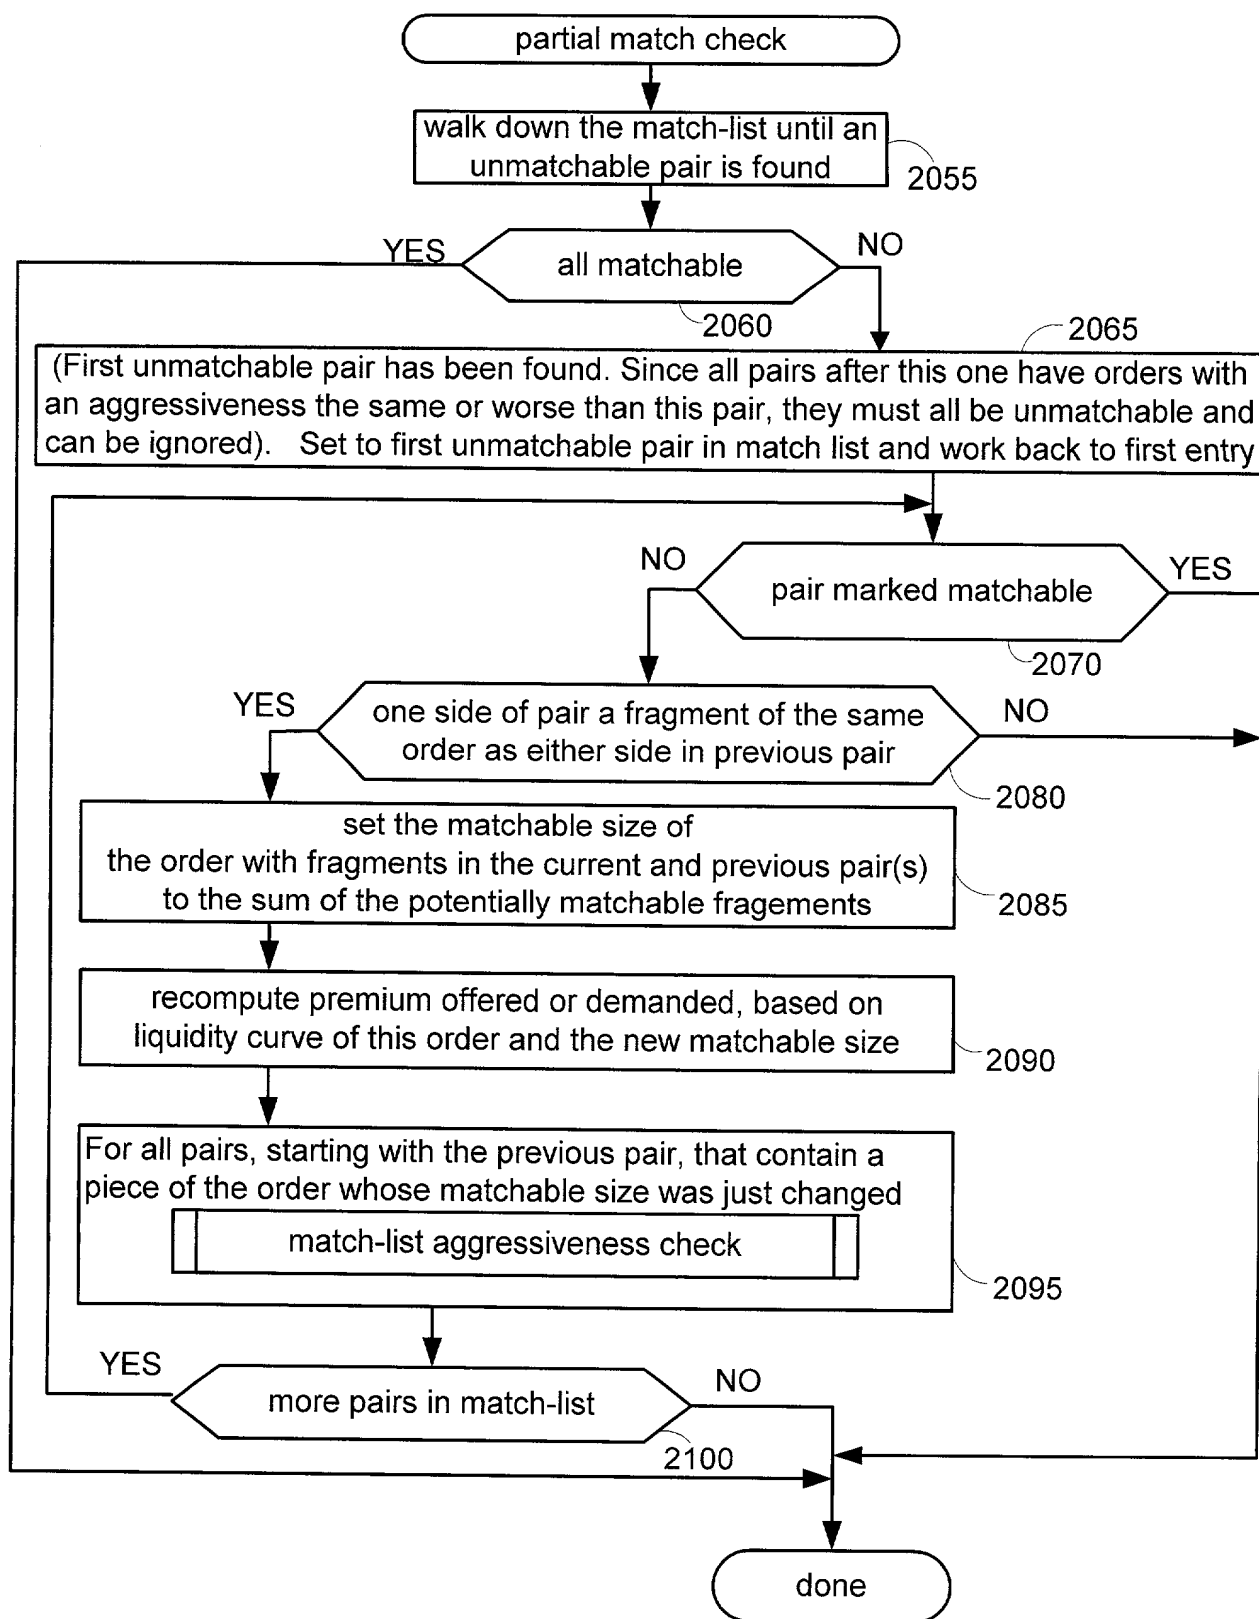 partial match check
walk down the match-list until an
unmatchable pair is found
2055
YES
all matchable
NO
2060
2065
(First unmatchable pair has been found. Since all pairs after this one have orders with
an aggressiveness the same or worse than this pair, they must all be unmatchable and
can be ignored). Set to first unmatchable pair in match list and work back to first entry
NO
pair marked matchable
YES
2070
YES
one side of pair a fragment of the same
order as either side in previous pair
NO
2080
set the matchable size of
the order with fragments in the current and previous pair(s)
to the sum of the potentially matchable fragements
2085
recompute premium offered or demanded, based on
liquidity curve of this order and the new matchable size
2090
For all pairs, starting with the previous pair, that contain a
piece of the order whose matchable size was just changed
match-list aggressiveness check
2095
YES
more pairs in match-list
NO
2100
done